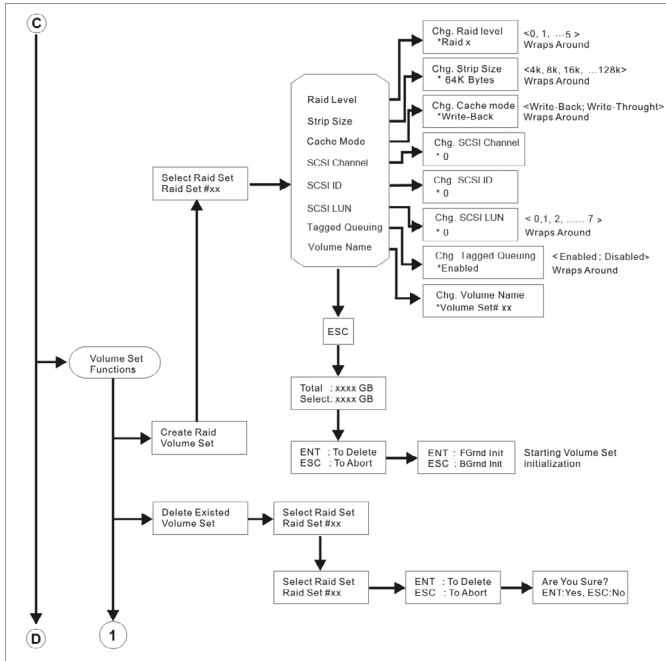 C
Chg. Raid level
*Raid x
<0, 1, ...5 >
Wraps Around
Chg. Strip Size
* 64K Bytes
<4k, 8k, 16k, ...128k>
Wraps Around
Chg. Cache mode
*Write-Back
<Write-Back; Write-Throught>
Wraps Around
Chg. SCSI Channel
* 0
Chg. SCSI ID
* 0
Chg. SCSI LUN
* 0
< 0,1, 2, ...... 7 >
Wraps Around
Chg. Tagged Queuing
*Enabled
<Enabled; Disabled>
Wraps Around
Chg. Volume Name
*Volume Set# xx
Raid Level
Strip Size
Cache Mode
SCSI Channel
SCSI ID
SCSI LUN
Tagged Queuing
Volume Name
Select Raid Set
Raid Set #xx
ESC
Volume Set
Functions
Total : xxxx GB
Select: xxxx GB
Create Raid
Volume Set
ENT : To Delete
ESC : To Abort
ENT : FGrnd Init
ESC : BGrnd Init
Starting Volume Set
initialization
Delete Existed
Volume Set
Select Raid Set
Raid Set #xx
Select Raid Set
Raid Set #xx
ENT : To Delete
ESC : To Abort
Are You Sure?
ENT:Yes, ESC:No
D
1